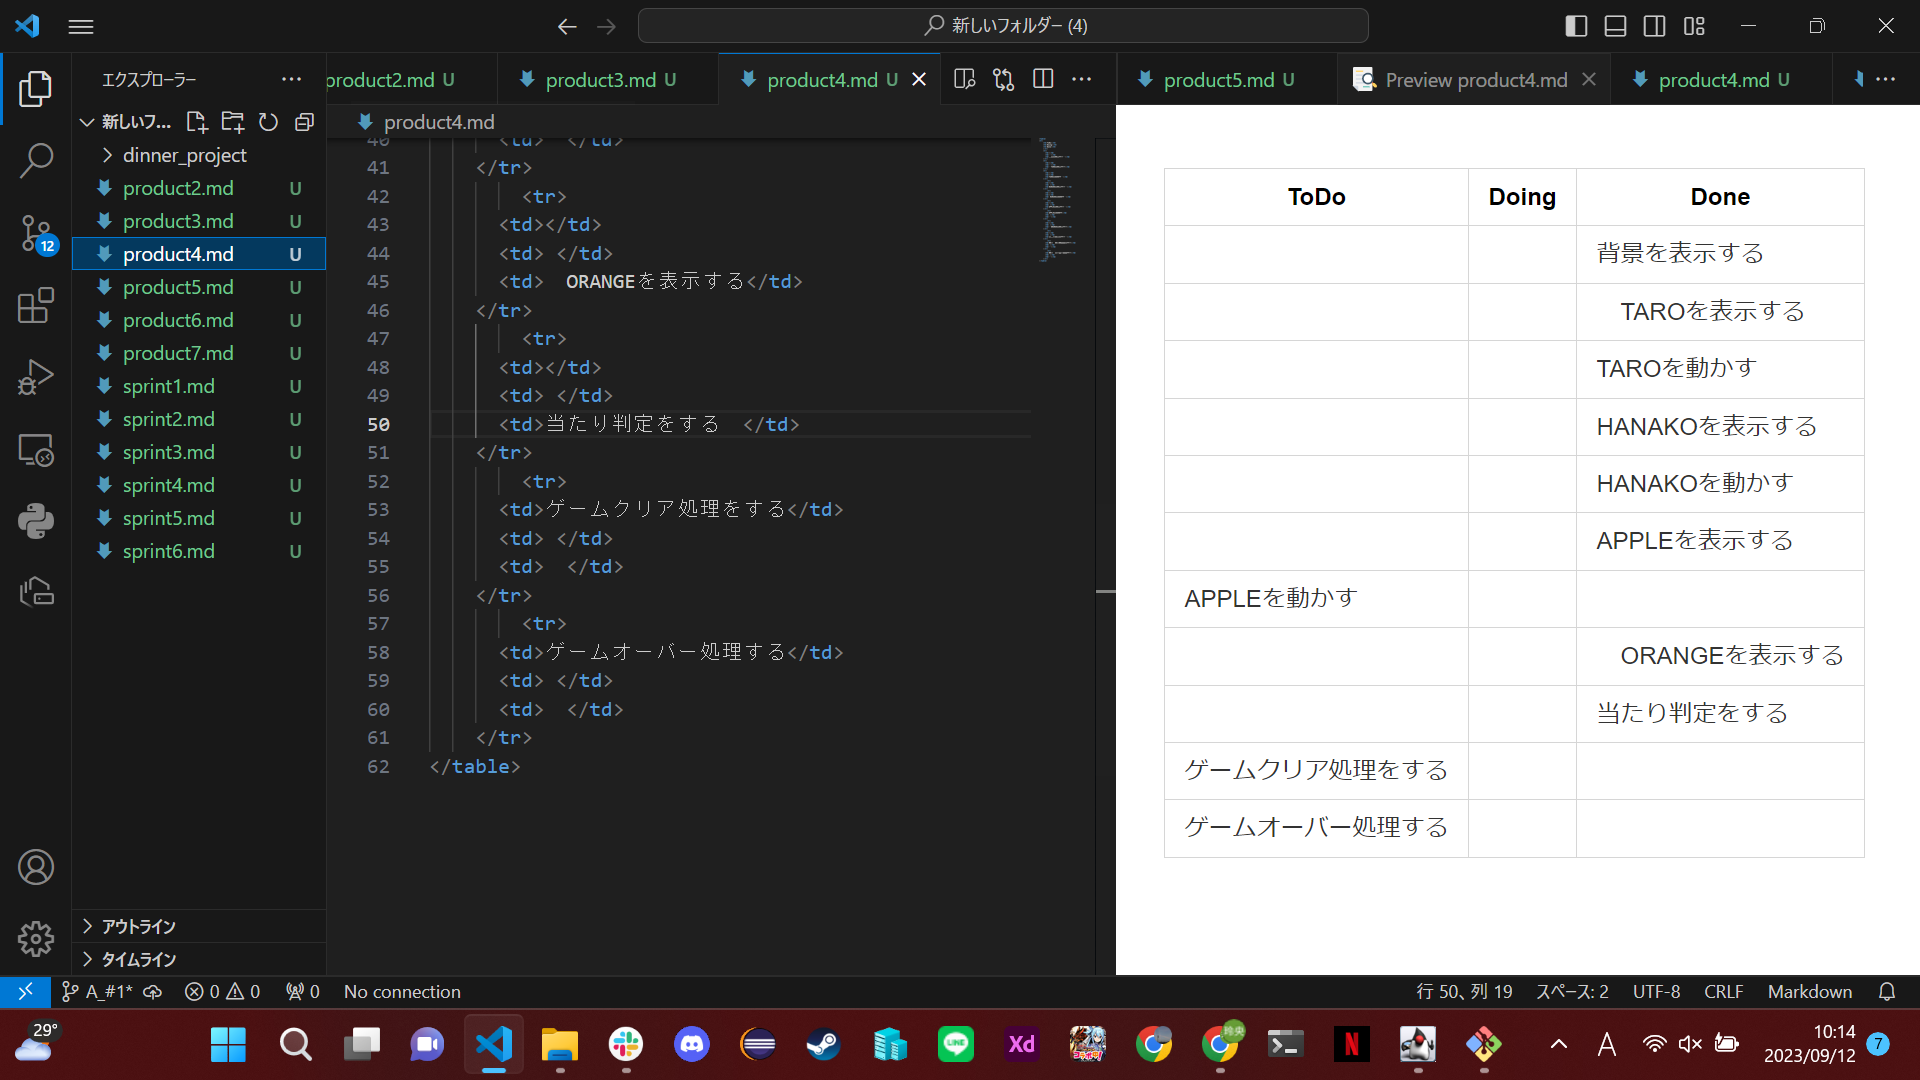 新しいフォルダー (4)
エクスプローラー
product2.md U
product3.md U
product4.md U
product5.md U
Preview product4.md
product4.md U
新しいフ...
dinner_project
product2.md U
product3.md U
product4.md U
product5.md U
product6.md U
product7.md U
sprint1.md U
sprint2.md U
sprint3.md U
sprint4.md U
sprint5.md U
sprint6.md U
12
アウトライン
タイムライン
product4.md
40 <td>  </td>
41 </tr>
42 <tr>
43 <td></td>
44 <td> </td>
45 <td>  ORANGEを表示する</td>
46 </tr>
47 <tr>
48 <td></td>
49 <td> </td>
50 <td>当たり判定をする  </td>
51 </tr>
52 <tr>
53 <td>ゲームクリア処理をする</td>
54 <td> </td>
55 <td>  </td>
56 </tr>
57 <tr>
58 <td>ゲームオーバー処理する</td>
59 <td> </td>
60 <td>  </td>
61 </tr>
62 </table>
ToDo Doing Done
背景を表示する
TAROを表示する
TAROを動かす
HANAKOを表示する
HANAKOを動かす
APPLEを表示する
APPLEを動かす
ORANGEを表示する
当たり判定をする
ゲームクリア処理をする
ゲームオーバー処理する
A_#1* 0 0 0 No connection 行 50、列 19 スペース: 2 UTF-8 CRLF Markdown
29°
LINE
Xd
N
A
10:14
2023/09/12
7